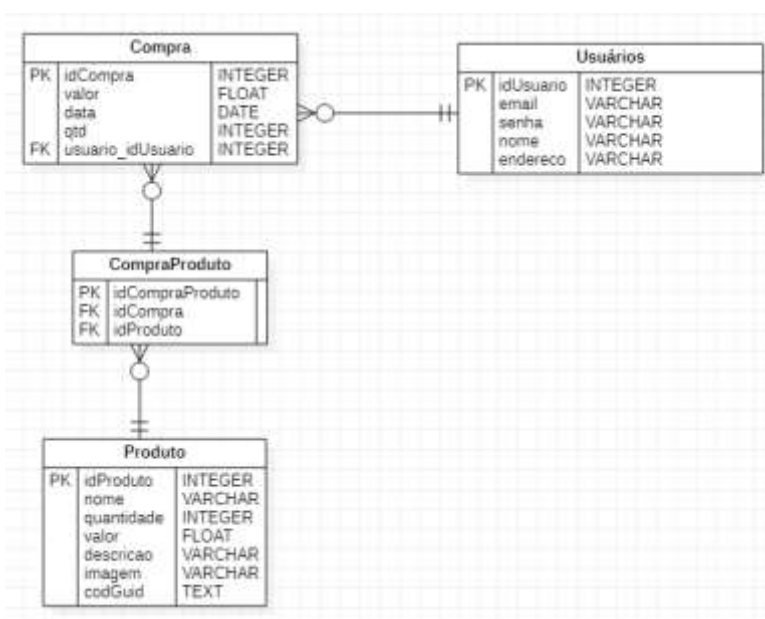 Compra
PK idCompra INTEGER
valor FLOAT
data DATE
qtd INTEGER
FK usuario_idUsuario INTEGER
Usuários
PK idUsuario INTEGER
email VARCHAR
senha VARCHAR
nome VARCHAR
endereco VARCHAR
CompraProduto
PK idCompraProduto
FK idCompra
FK idProduto
Produto
PK idProduto INTEGER
nome VARCHAR
quantidade INTEGER
valor FLOAT
descricao VARCHAR
imagem VARCHAR
codGuid TEXT